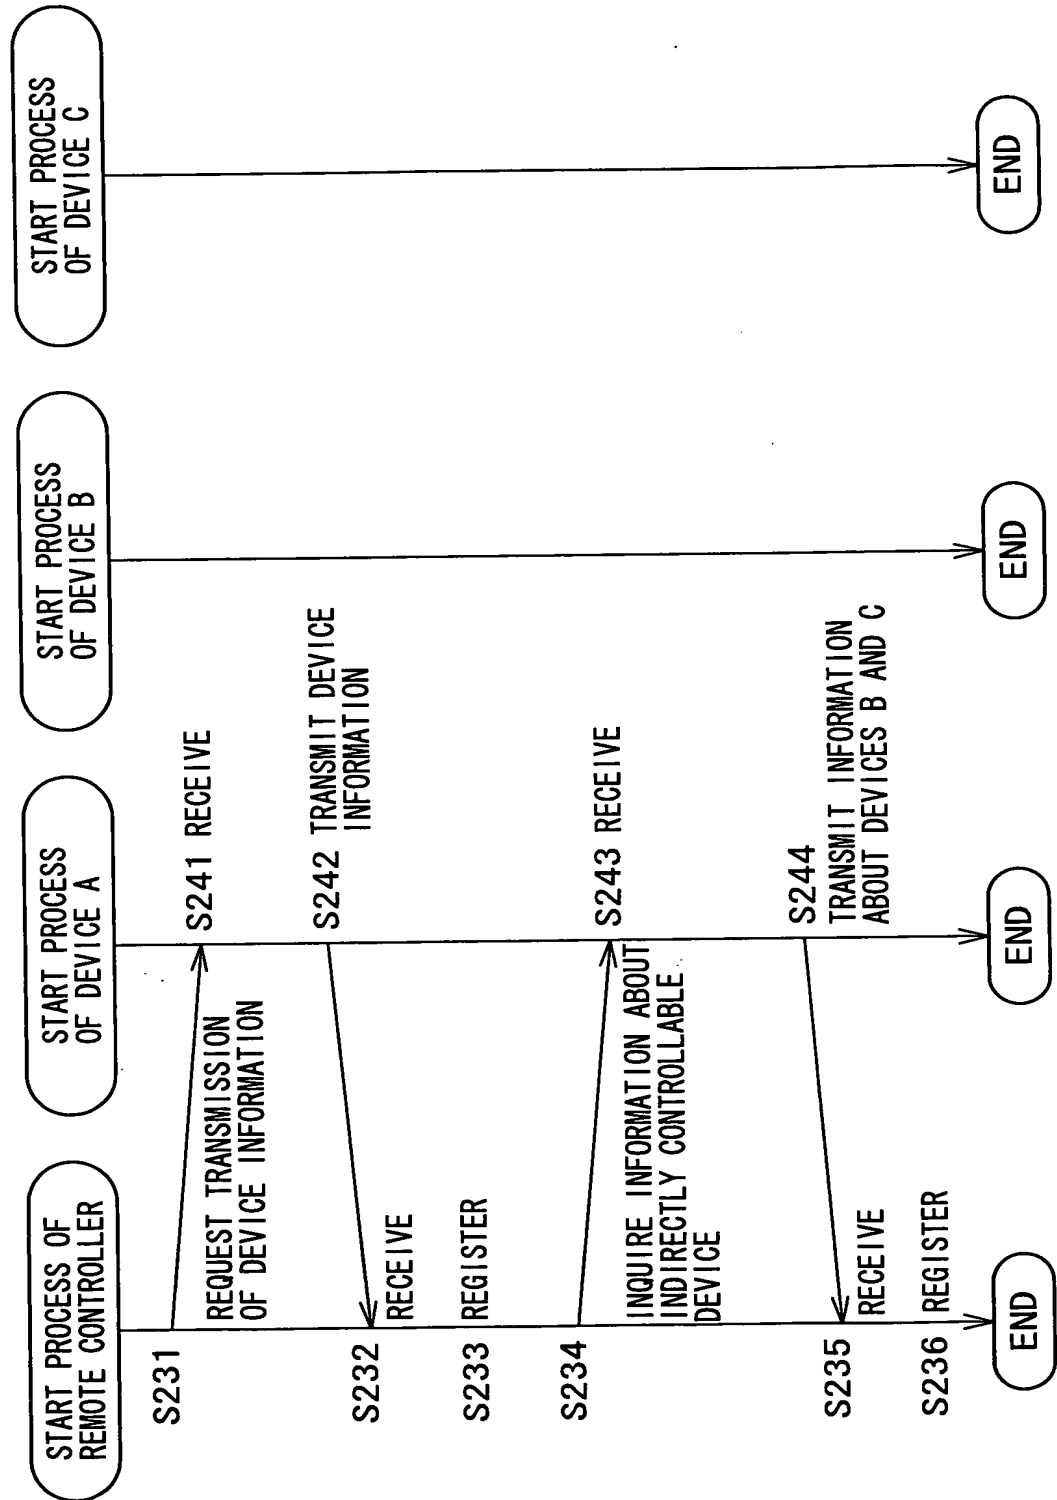 START PROCESS OF
REMOTE CONTROLLER
START PROCESS
OF DEVICE A
START PROCESS
OF DEVICE B
START PROCESS
OF DEVICE C
S231
REQUEST TRANSMISSION
OF DEVICE INFORMATION
S241 RECEIVE
S242 TRANSMIT DEVICE
INFORMATION
S232
RECEIVE
S233
REGISTER
S234
INQUIRE INFORMATION ABOUT
INDIRECTLY CONTROLLABLE
DEVICE
S243 RECEIVE
S244
TRANSMIT INFORMATION
ABOUT DEVICES B AND C
S235
RECEIVE
S236
REGISTER
END
END
END
END